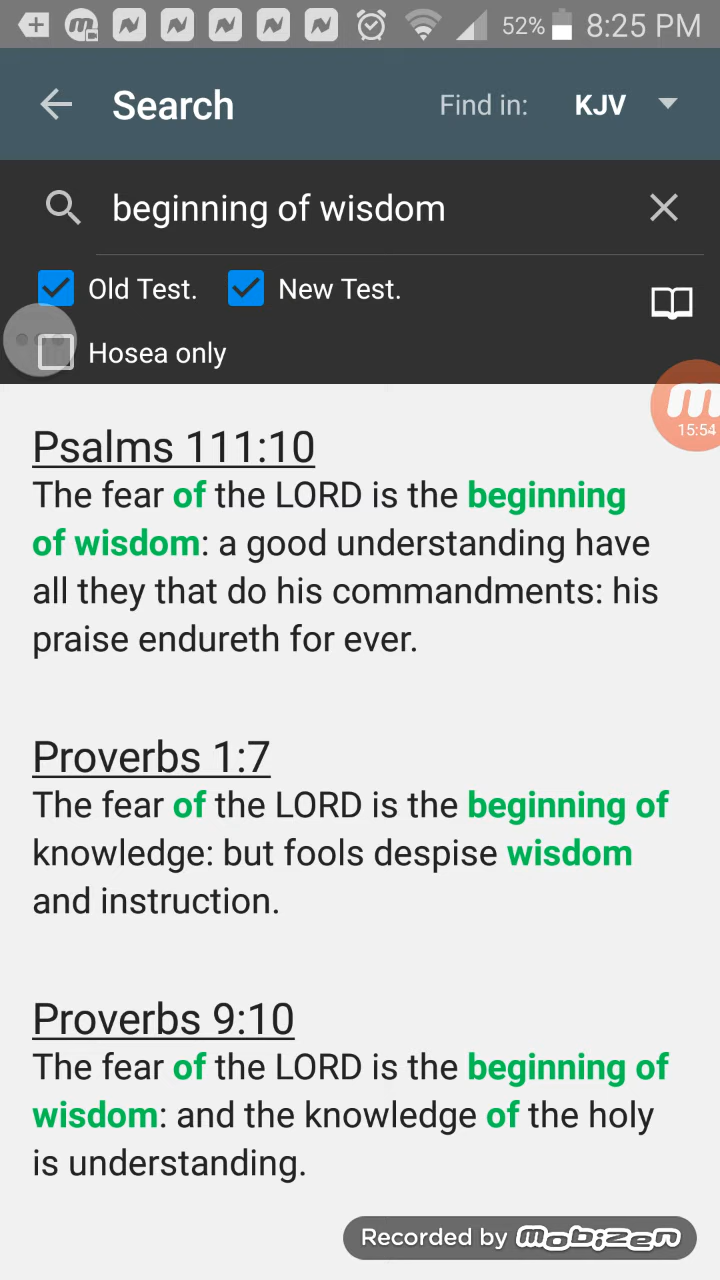 52% 8:25 PM
Search Find in: KJV
beginning of wisdom
Old Test. New Test.
Hosea only
15:54
Psalms 111:10
The fear of the LORD is the beginning
of wisdom: a good understanding have
all they that do his commandments: his
praise endureth for ever.
Proverbs 1:7
The fear of the LORD is the beginning of
knowledge: but fools despise wisdom
and instruction.
Proverbs 9:10
The fear of the LORD is the beginning of
wisdom: and the knowledge of the holy
is understanding.
Recorded by mobizen